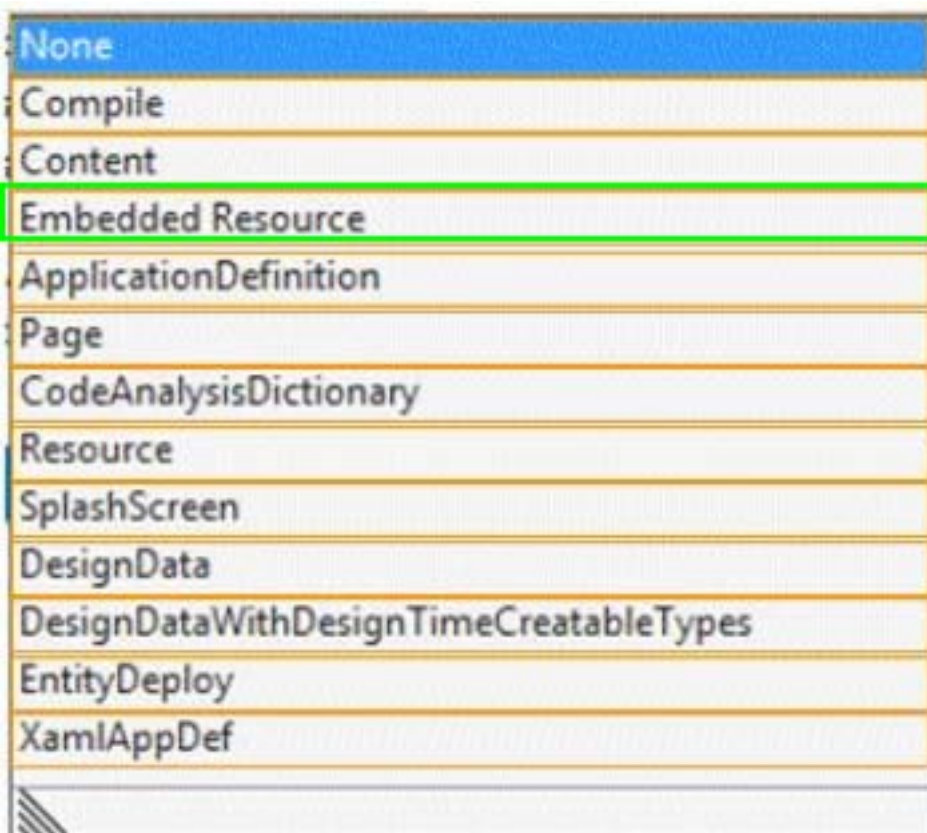 None
Compile
Content
Embedded Resource
ApplicationDefinition
Page
CodeAnalysisDictionary
Resource
SplashScreen
DesignData
DesignDataWithDesignTimeCreatableTypes
EntityDeploy
XamlAppDef